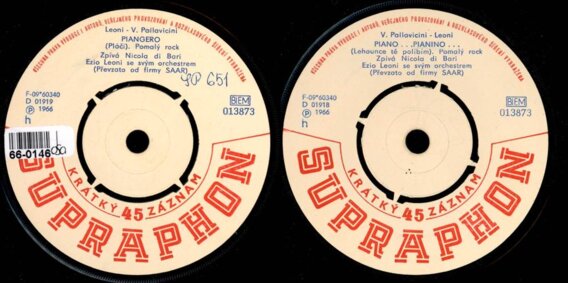 VŠECHNA PRÁVA VÝROBCE I AUTORŮ, VEŘEJNÉHO PROVOZOVÁNÍ A ROZHLASOVÉHO ŠÍŘENÍ VYHRAZENA
Leoni - V. Pallavicini
PIANGERO
(Pláči). Pomalý rock
Zpívá Nicola di Bari
Ezio Leoni se svým orchestrem
(Převzato od firmy SAAR)
SP 651
F-09*60340
D 01919
Ⓟ 1966
h
BIEM
013873
66-0146
KRÁTKÝ 45 ZÁZNAM
SUPRAPHON
VŠECHNA PRÁVA VÝROBCE I AUTORŮ, VEŘEJNÉHO PROVOZOVÁNÍ A ROZHLASOVÉHO ŠÍŘENÍ VYHRAZENA
V. Pallavicini - Leoni
PIANO . . . PIANINO . . .
(Lehounce tě políbím). Pomalý rock
Zpívá Nicola di Bari
Ezio Leoni se svým orchestrem
(Převzato od firmy SAAR)
F-09*60340
D 01918
Ⓟ 1966
h
BIEM
013873
KRÁTKÝ 45 ZÁZNAM
SUPRAPHON